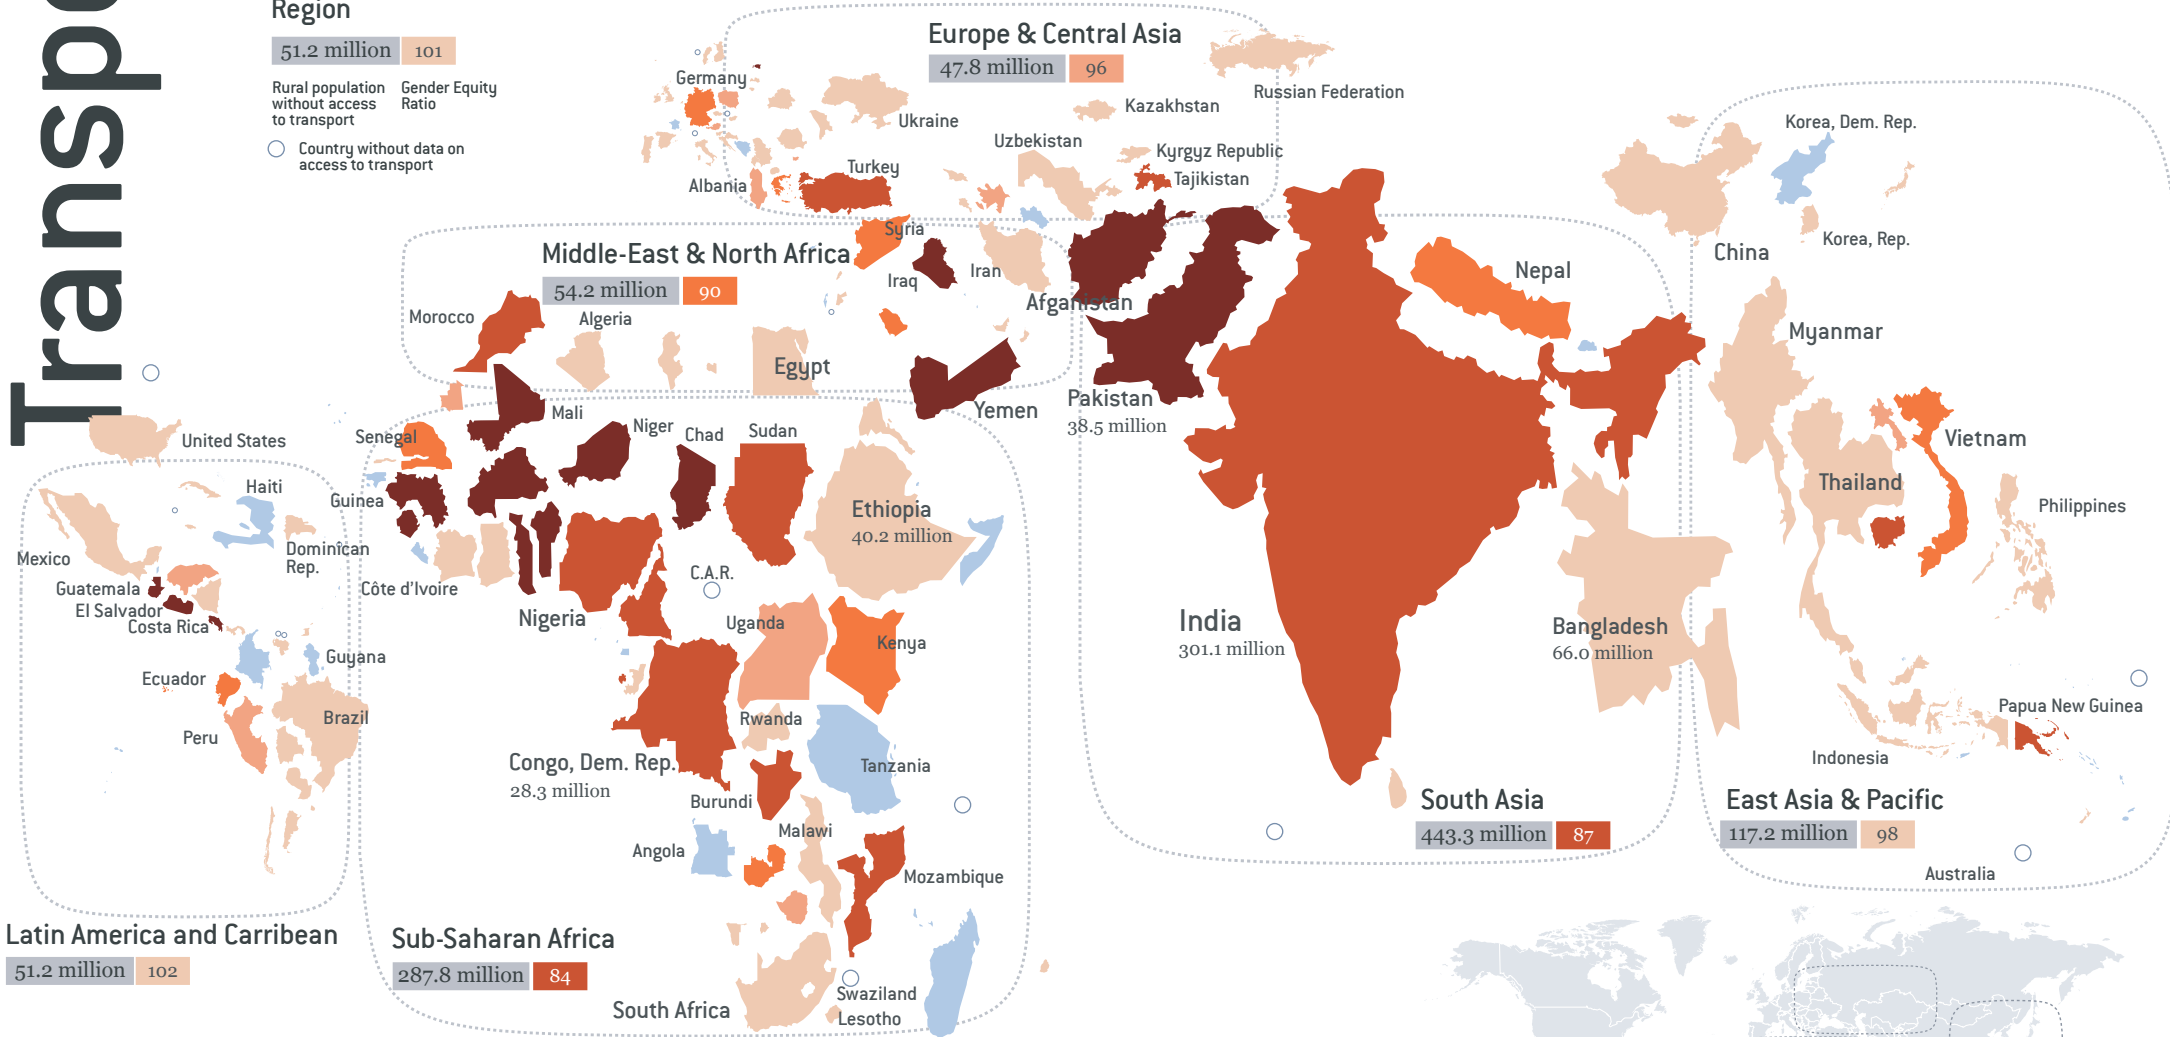 Transpo
Region
51.2 million 101
Rural population
without access
to transport
Gender Equity
Ratio
Country without data on
access to transport
Europe & Central Asia
47.8 million 96
Germany
Ukraine
Russian Federation
Kazakhstan
Uzbekistan
Kyrgyz Republic
Tajikistan
Turkey
Albania
Middle-East & North Africa
54.2 million 90
Syria
Iraq
Iran
Morocco
Algeria
Egypt
Yemen
Afganistan
Pakistan
38.5 million
Nepal
India
301.1 million
Bangladesh
66.0 million
South Asia
443.3 million 87
China
Korea, Dem. Rep.
Korea, Rep.
Myanmar
Thailand
Vietnam
Philippines
Papua New Guinea
Indonesia
East Asia & Pacific
117.2 million 98
Australia
United States
Mexico
Haiti
Dominican
Rep.
Guatemala
El Salvador
Costa Rica
Guyana
Ecuador
Peru
Brazil
Latin America and Carribean
51.2 million 102
Mali
Niger
Chad
Sudan
Senegal
Guinea
Côte d'Ivoire
Nigeria
C.A.R.
Ethiopia
40.2 million
Uganda
Kenya
Rwanda
Congo, Dem. Rep.
28.3 million
Tanzania
Burundi
Malawi
Angola
Mozambique
Sub-Saharan Africa
287.8 million 84
South Africa
Swaziland
Lesotho